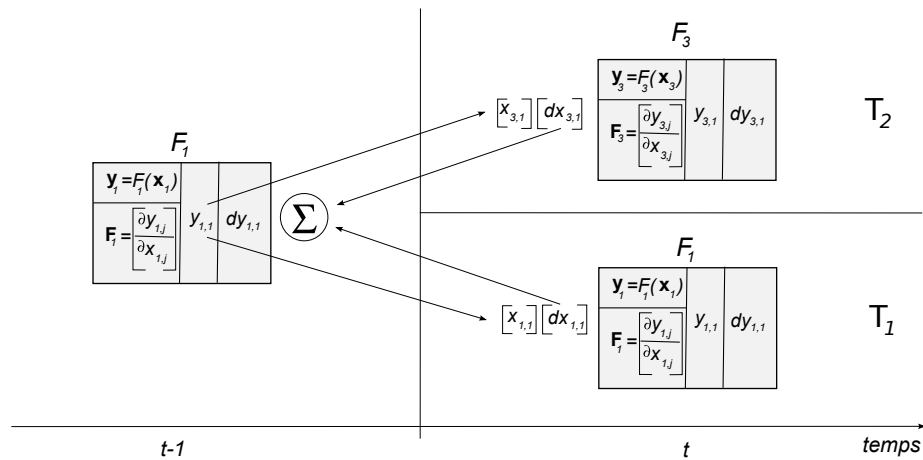 F₃
y₃=F₃(x₃)
F₃=[∂y₃,ⱼ/∂x₃,ⱼ]
y₃,₁
dy₃,₁
[x₃,₁] [dx₃,₁]
T₂
F₁
y₁=F₁(x₁)
F₁=[∂y₁,ⱼ/∂x₁,ⱼ]
y₁,₁
dy₁,₁
Σ
F₁
y₁=F₁(x₁)
F₁=[∂y₁,ⱼ/∂x₁,ⱼ]
y₁,₁
dy₁,₁
[x₁,₁] [dx₁,₁]
T₁
t-1
t
temps